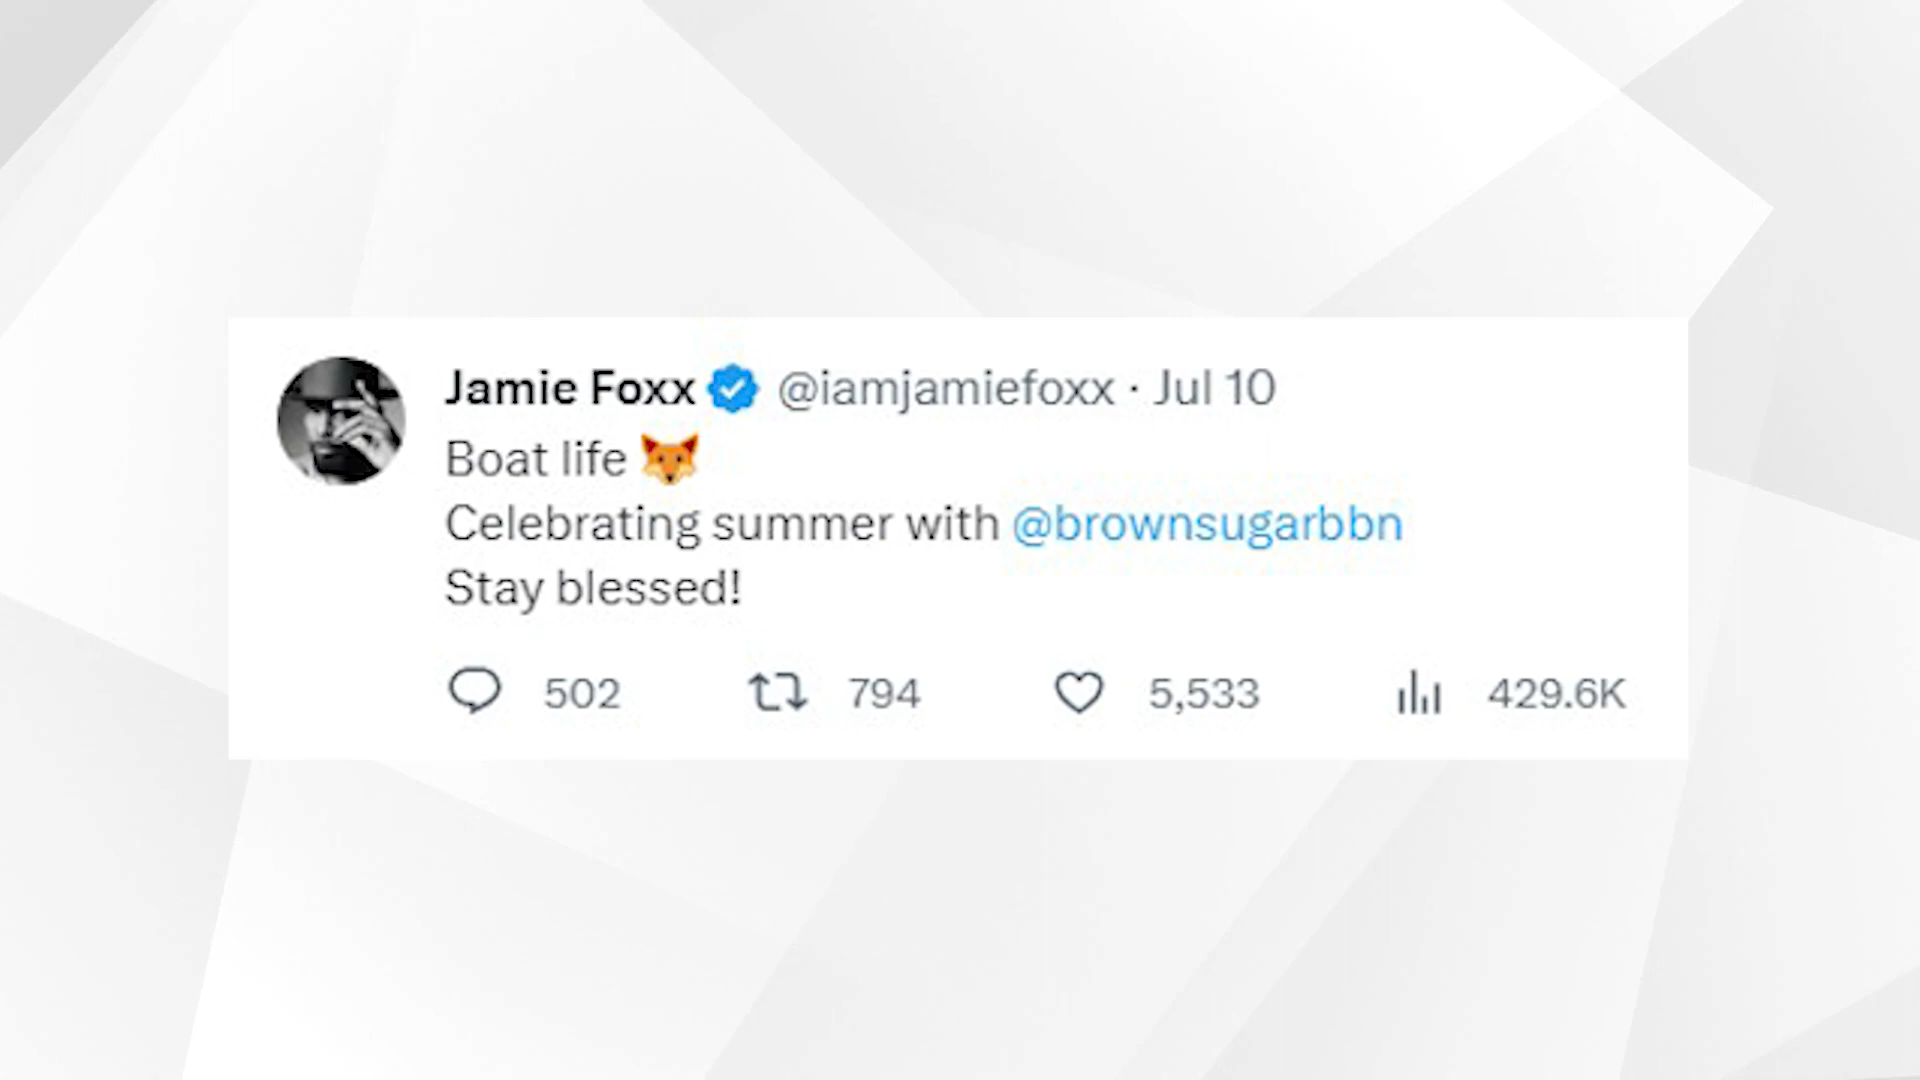 Jamie Foxx @iamjamiefoxx · Jul 10
Boat life 🦊
Celebrating summer with @brownsugarbbn
Stay blessed!
502 794 5,533 429.6K